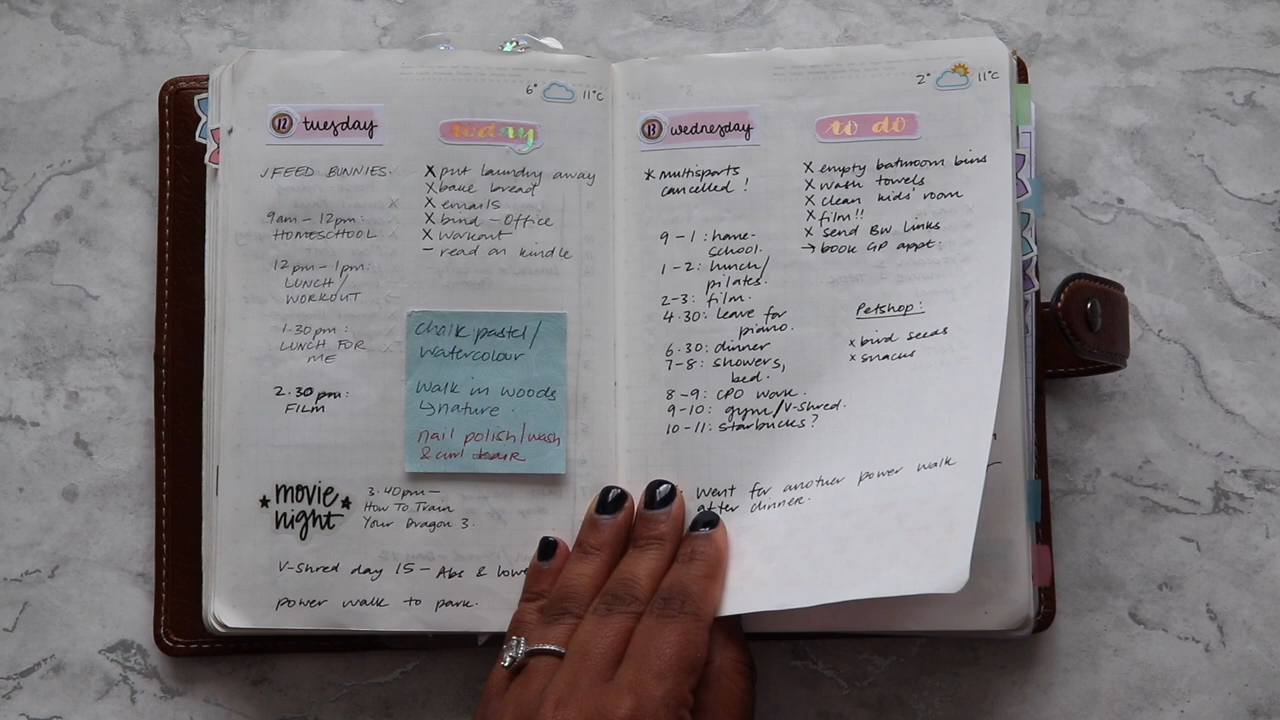 6° 11°c
12 tuesday
today
√FEED BUNNIES.
9am - 12pm:
HOMESCHOOL
12pm - 1pm:
LUNCH/
WORKOUT
1.30pm:
LUNCH FOR
ME
2.30pm:
FILM
X put laundry away
X bake bread
X emails
X bind - Office
X workout
- read on kindle
chalk pastel/
watercolour
walk in woods
↳nature.
nail polish/wash
& curl
movie
night
3.40pm -
How To Train
Your Dragon 3.
V-Shred day 15 - Abs &
power walk to park.
2° 11°c
13 wednesday
to do
* multisports
cancelled!
9-1: home-
school.
1-2: lunch/
pilates.
2-3: film.
4.30: leave for
piano.
6.30: dinner
7-8: showers,
bed.
8-9: CPO work.
9-10: gym/V-shred.
10-11: starbucks?
X empty bathroom bins
X wash towels
X clean kids' room
X film!!
X send BW links
→ book GP appt.
Petshop:
x bird seeds
x snacks
Went for another power walk
after dinner.